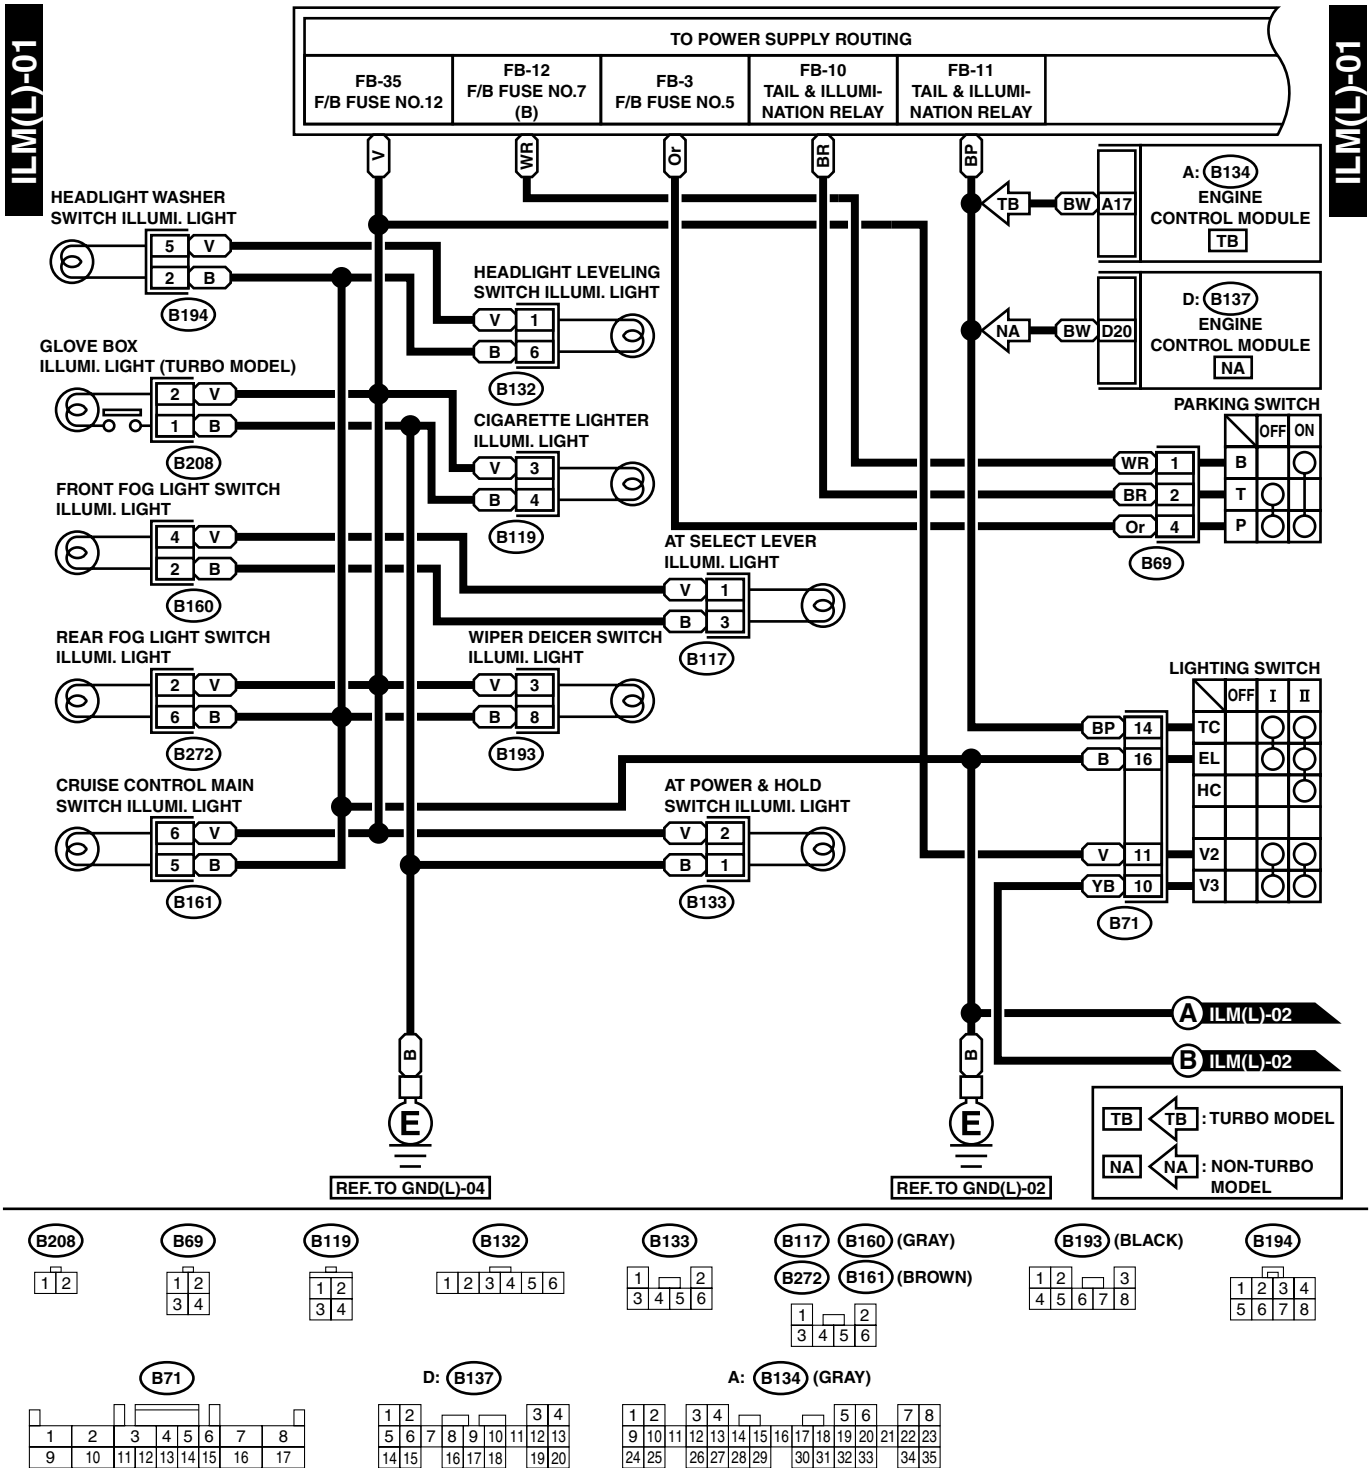 ILM(L)-01
ILM(L)-01
TO POWER SUPPLY ROUTING
FB-35
F/B FUSE NO.12
FB-12
F/B FUSE NO.7
(B)
FB-3
F/B FUSE NO.5
FB-10
TAIL & ILLUMI-
NATION RELAY
FB-11
TAIL & ILLUMI-
NATION RELAY
V
WR
Or
BR
BP
HEADLIGHT WASHER
SWITCH ILLUMI. LIGHT
5 V
2 B
B194
HEADLIGHT LEVELING
SWITCH ILLUMI. LIGHT
V 1
B 6
B132
GLOVE BOX
ILLUMI. LIGHT (TURBO MODEL)
2 V
1 B
B208
CIGARETTE LIGHTER
ILLUMI. LIGHT
V 3
B 4
B119
FRONT FOG LIGHT SWITCH
ILLUMI. LIGHT
4 V
2 B
B160
AT SELECT LEVER
ILLUMI. LIGHT
V 1
B 3
B117
REAR FOG LIGHT SWITCH
ILLUMI. LIGHT
2 V
6 B
B272
WIPER DEICER SWITCH
ILLUMI. LIGHT
V 3
B 8
B193
CRUISE CONTROL MAIN
SWITCH ILLUMI. LIGHT
6 V
5 B
B161
AT POWER & HOLD
SWITCH ILLUMI. LIGHT
V 2
B 1
B133
TB BW A17
A: B134
ENGINE
CONTROL MODULE
TB
NA BW D20
D: B137
ENGINE
CONTROL MODULE
NA
PARKING SWITCH
OFF ON
WR 1 B
BR 2 T
Or 4 P
B69
LIGHTING SWITCH
OFF I II
BP 14 TC
B 16 EL
HC
V 11 V2
YB 10 V3
B71
A ILM(L)-02
B ILM(L)-02
B
E
REF. TO GND(L)-04
B
E
REF. TO GND(L)-02
TB TB : TURBO MODEL
NA NA : NON-TURBO
MODEL
B208
1 2
B69
1 2
3 4
B119
1 2
3 4
B132
1 2 3 4 5 6
B133
1 2
3 4 5 6
B117 B160 (GRAY)
B272 B161 (BROWN)
1 2
3 4 5 6
B193 (BLACK)
1 2 3
4 5 6 7 8
B194
1 2 3 4
5 6 7 8
B71
1 2 3 4 5 6 7 8
9 10 11 12 13 14 15 16 17
D: B137
1 2 3 4
5 6 7 8 9 10 11 12 13
14 15 16 17 18 19 20
A: B134 (GRAY)
1 2 3 4 5 6 7 8
9 10 11 12 13 14 15 16 17 18 19 20 21 22 23
24 25 26 27 28 29 30 31 32 33 34 35